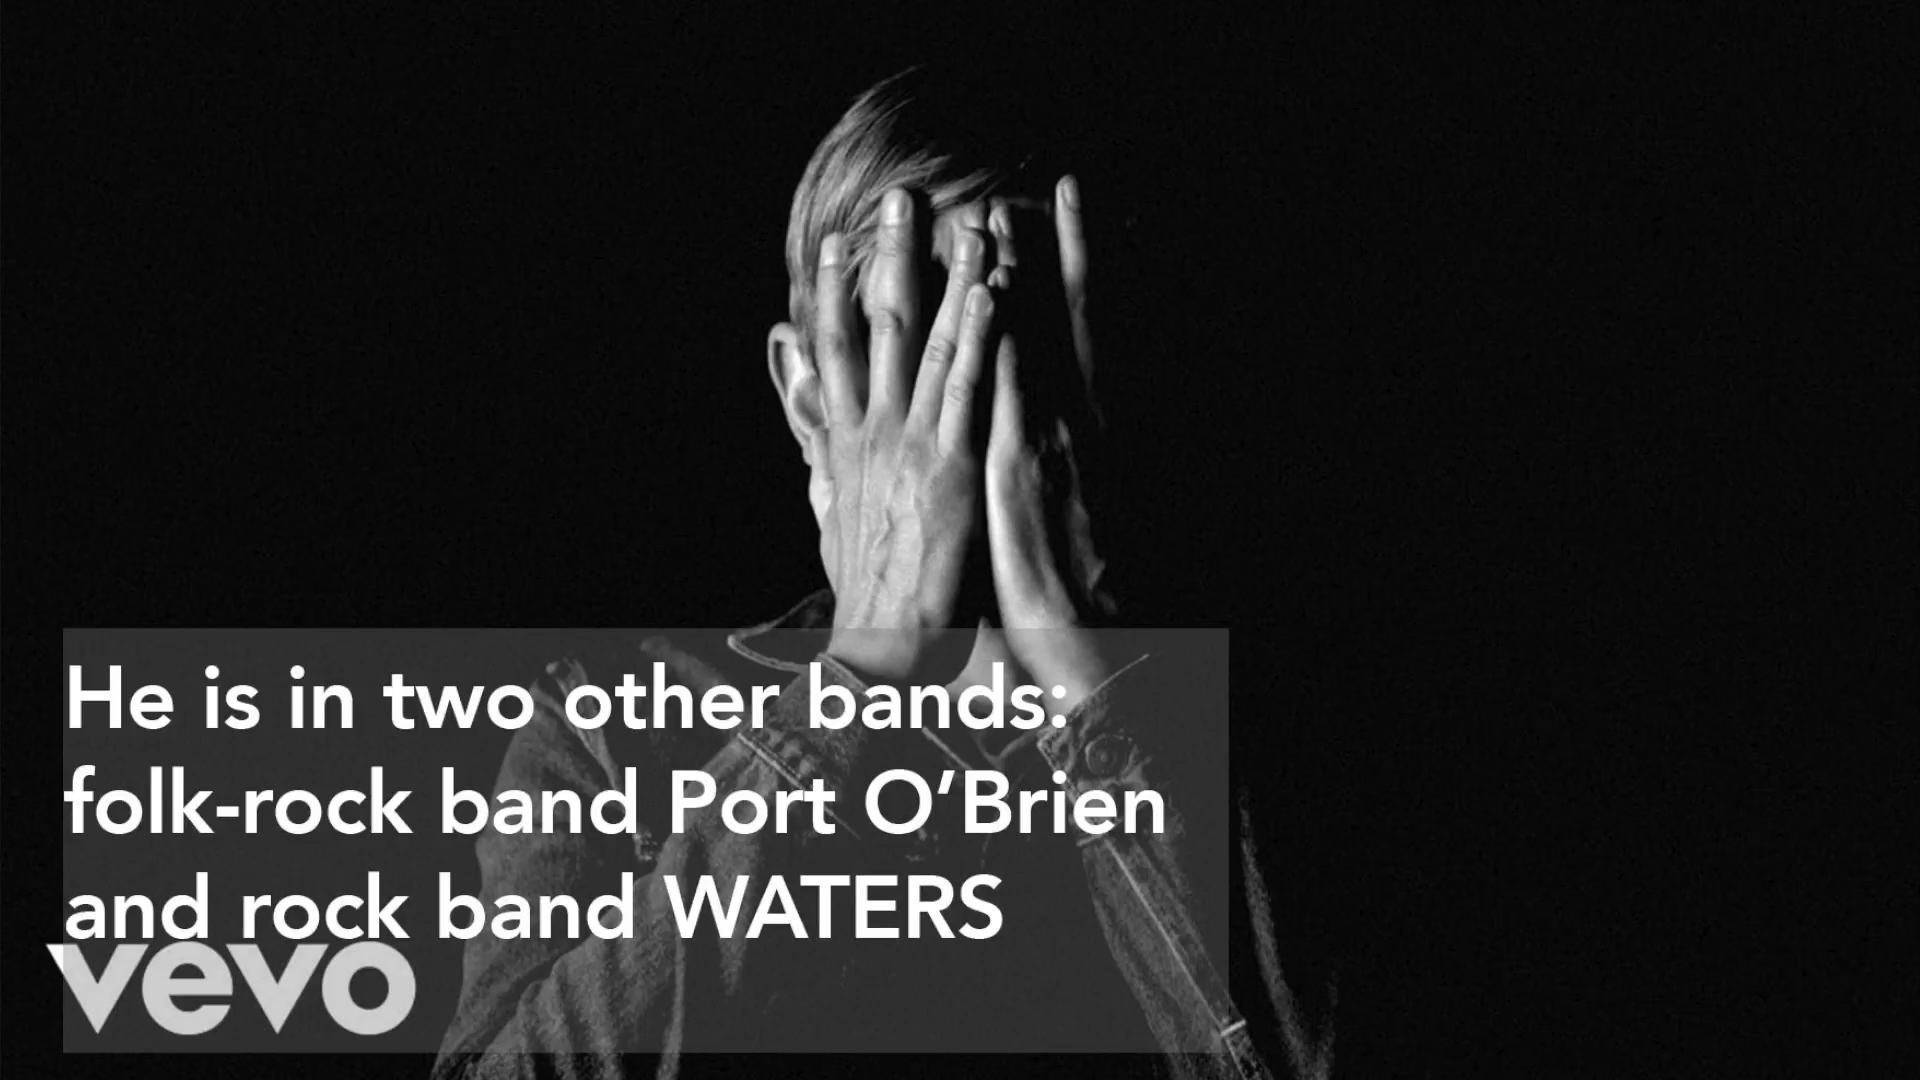 He is in two other bands:
folk-rock band Port O’Brien
and rock band WATERS
vevo